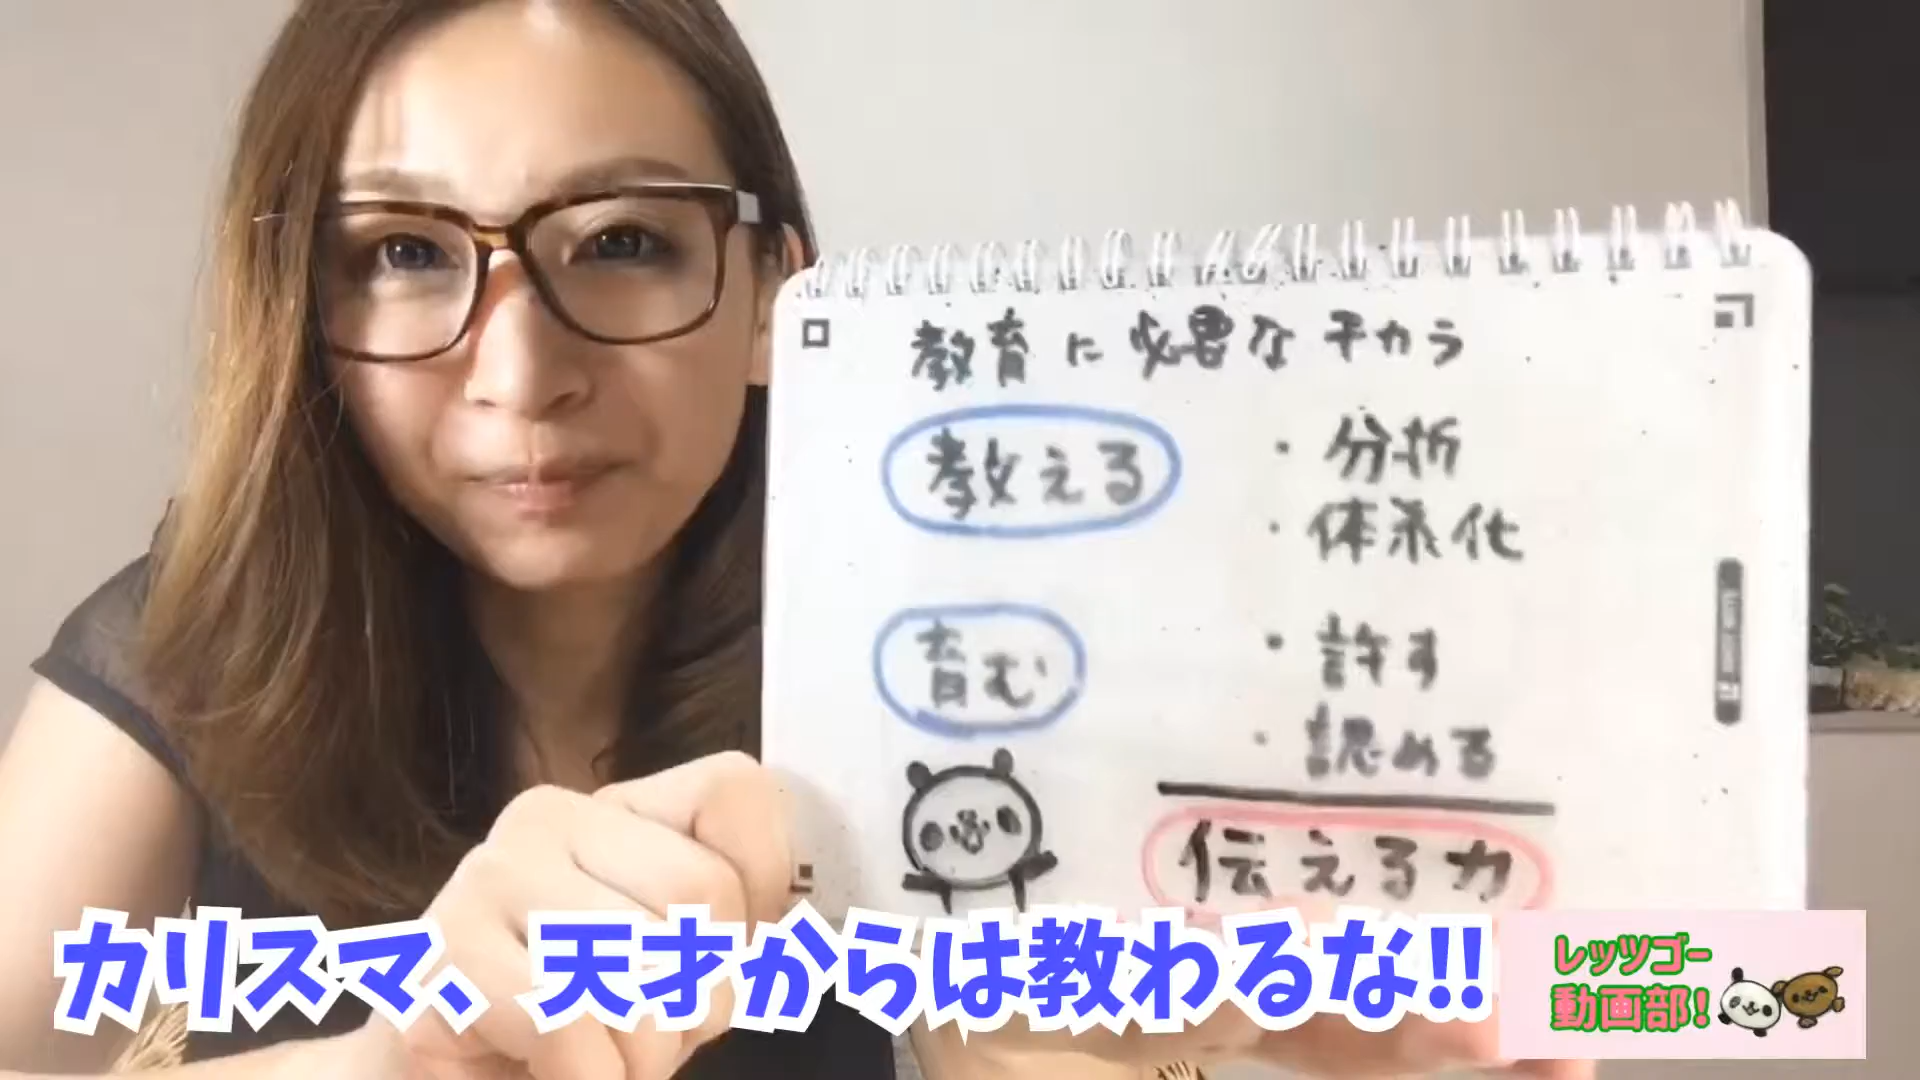 教育に必要なチカラ
教える
・分析
・体系化
育む
・許す
・認める
伝える力
カリスマ、天才からは教わるな!!
レッツゴー
動画部!